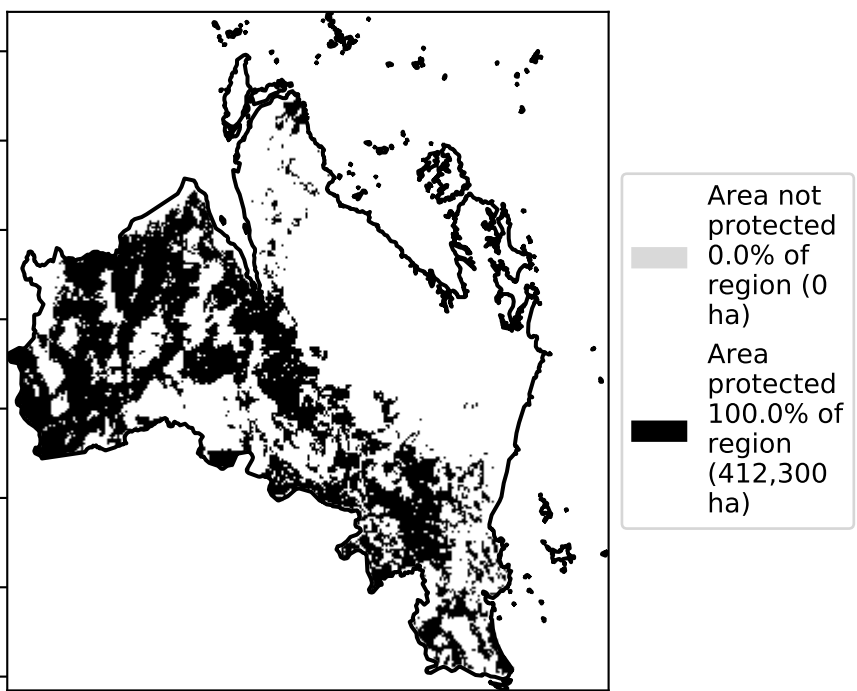 Area not
protected
0.0% of
region (0
ha)
Area
protected
100.0% of
region
(412,300
ha)